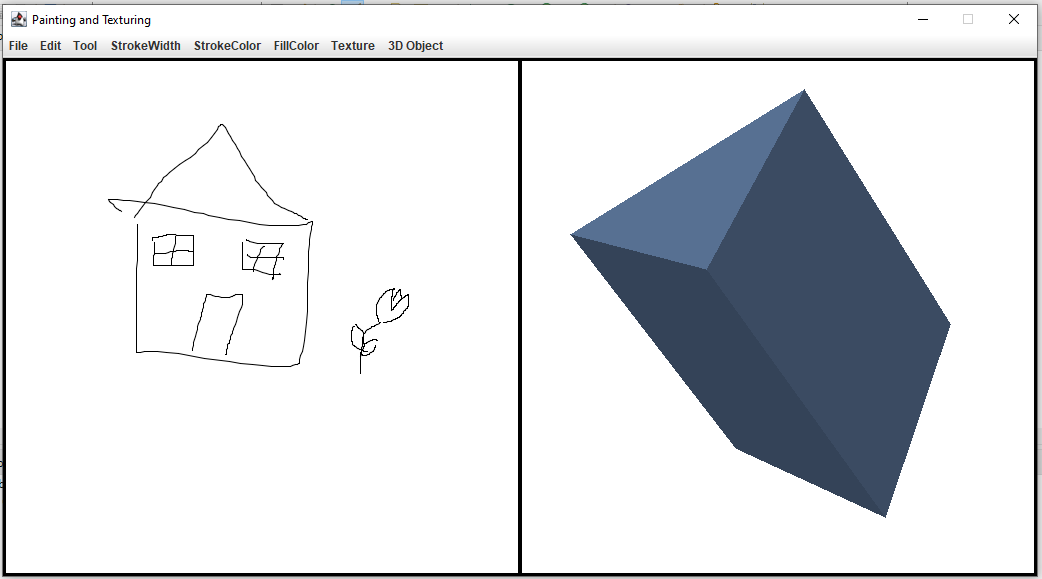 Painting and Texturing
File Edit Tool StrokeWidth StrokeColor FillColor Texture 3D Object